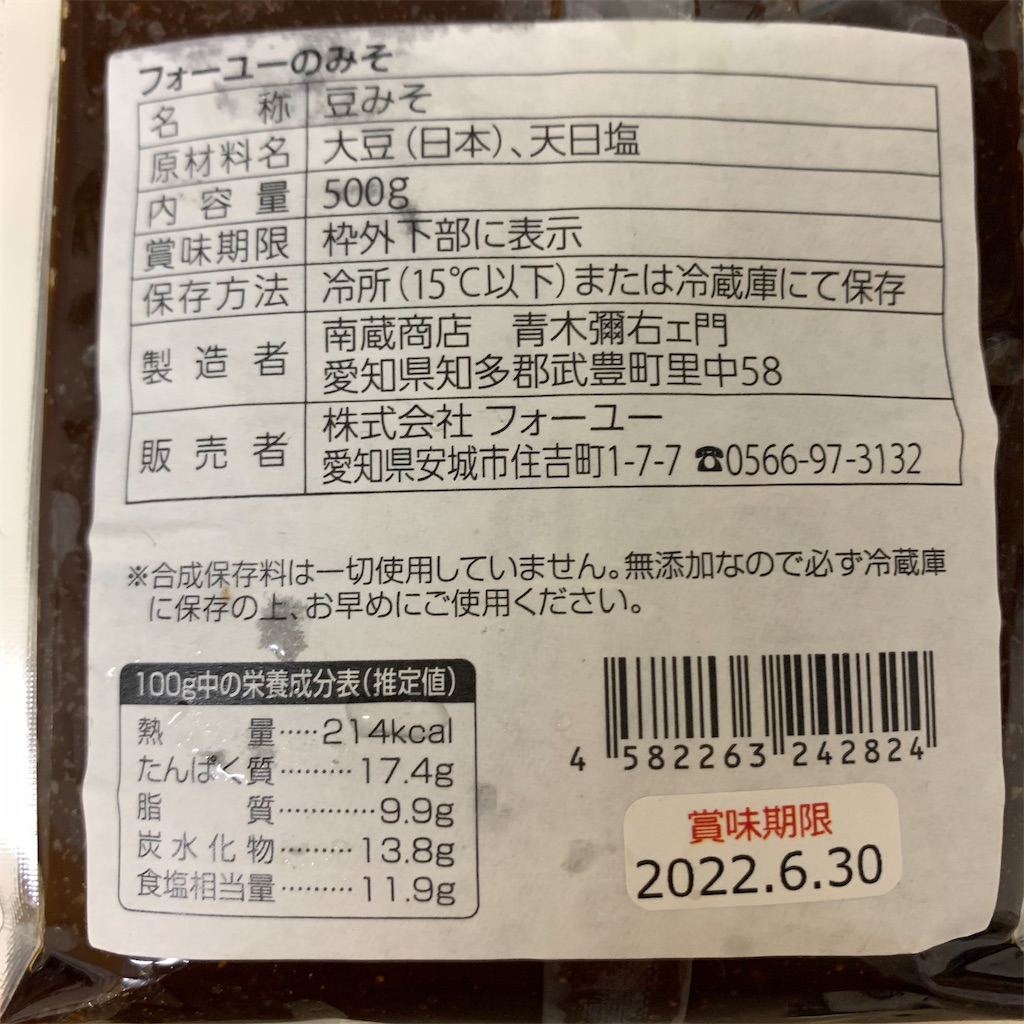 フォーユーのみそ
名称 豆みそ
原材料名 大豆(日本)、天日塩
内容量 500g
賞味期限 枠外下部に表示
保存方法 冷所(15℃以下)または冷蔵庫にて保存
製造者 南蔵商店 青木彌右ェ門
愛知県知多郡武豊町里中58
販売者 株式会社 フォーユー
愛知県安城市住吉町1-7-7 ☎0566-97-3132
※合成保存料は一切使用していません。無添加なので必ず冷蔵庫
に保存の上、お早めにご使用ください。
100g中の栄養成分表(推定値)
熱量……214kcal
たんぱく質………17.4g
脂質…………9.9g
炭水化物………13.8g
食塩相当量………11.9g
4 582263 242824
賞味期限
2022.6.30